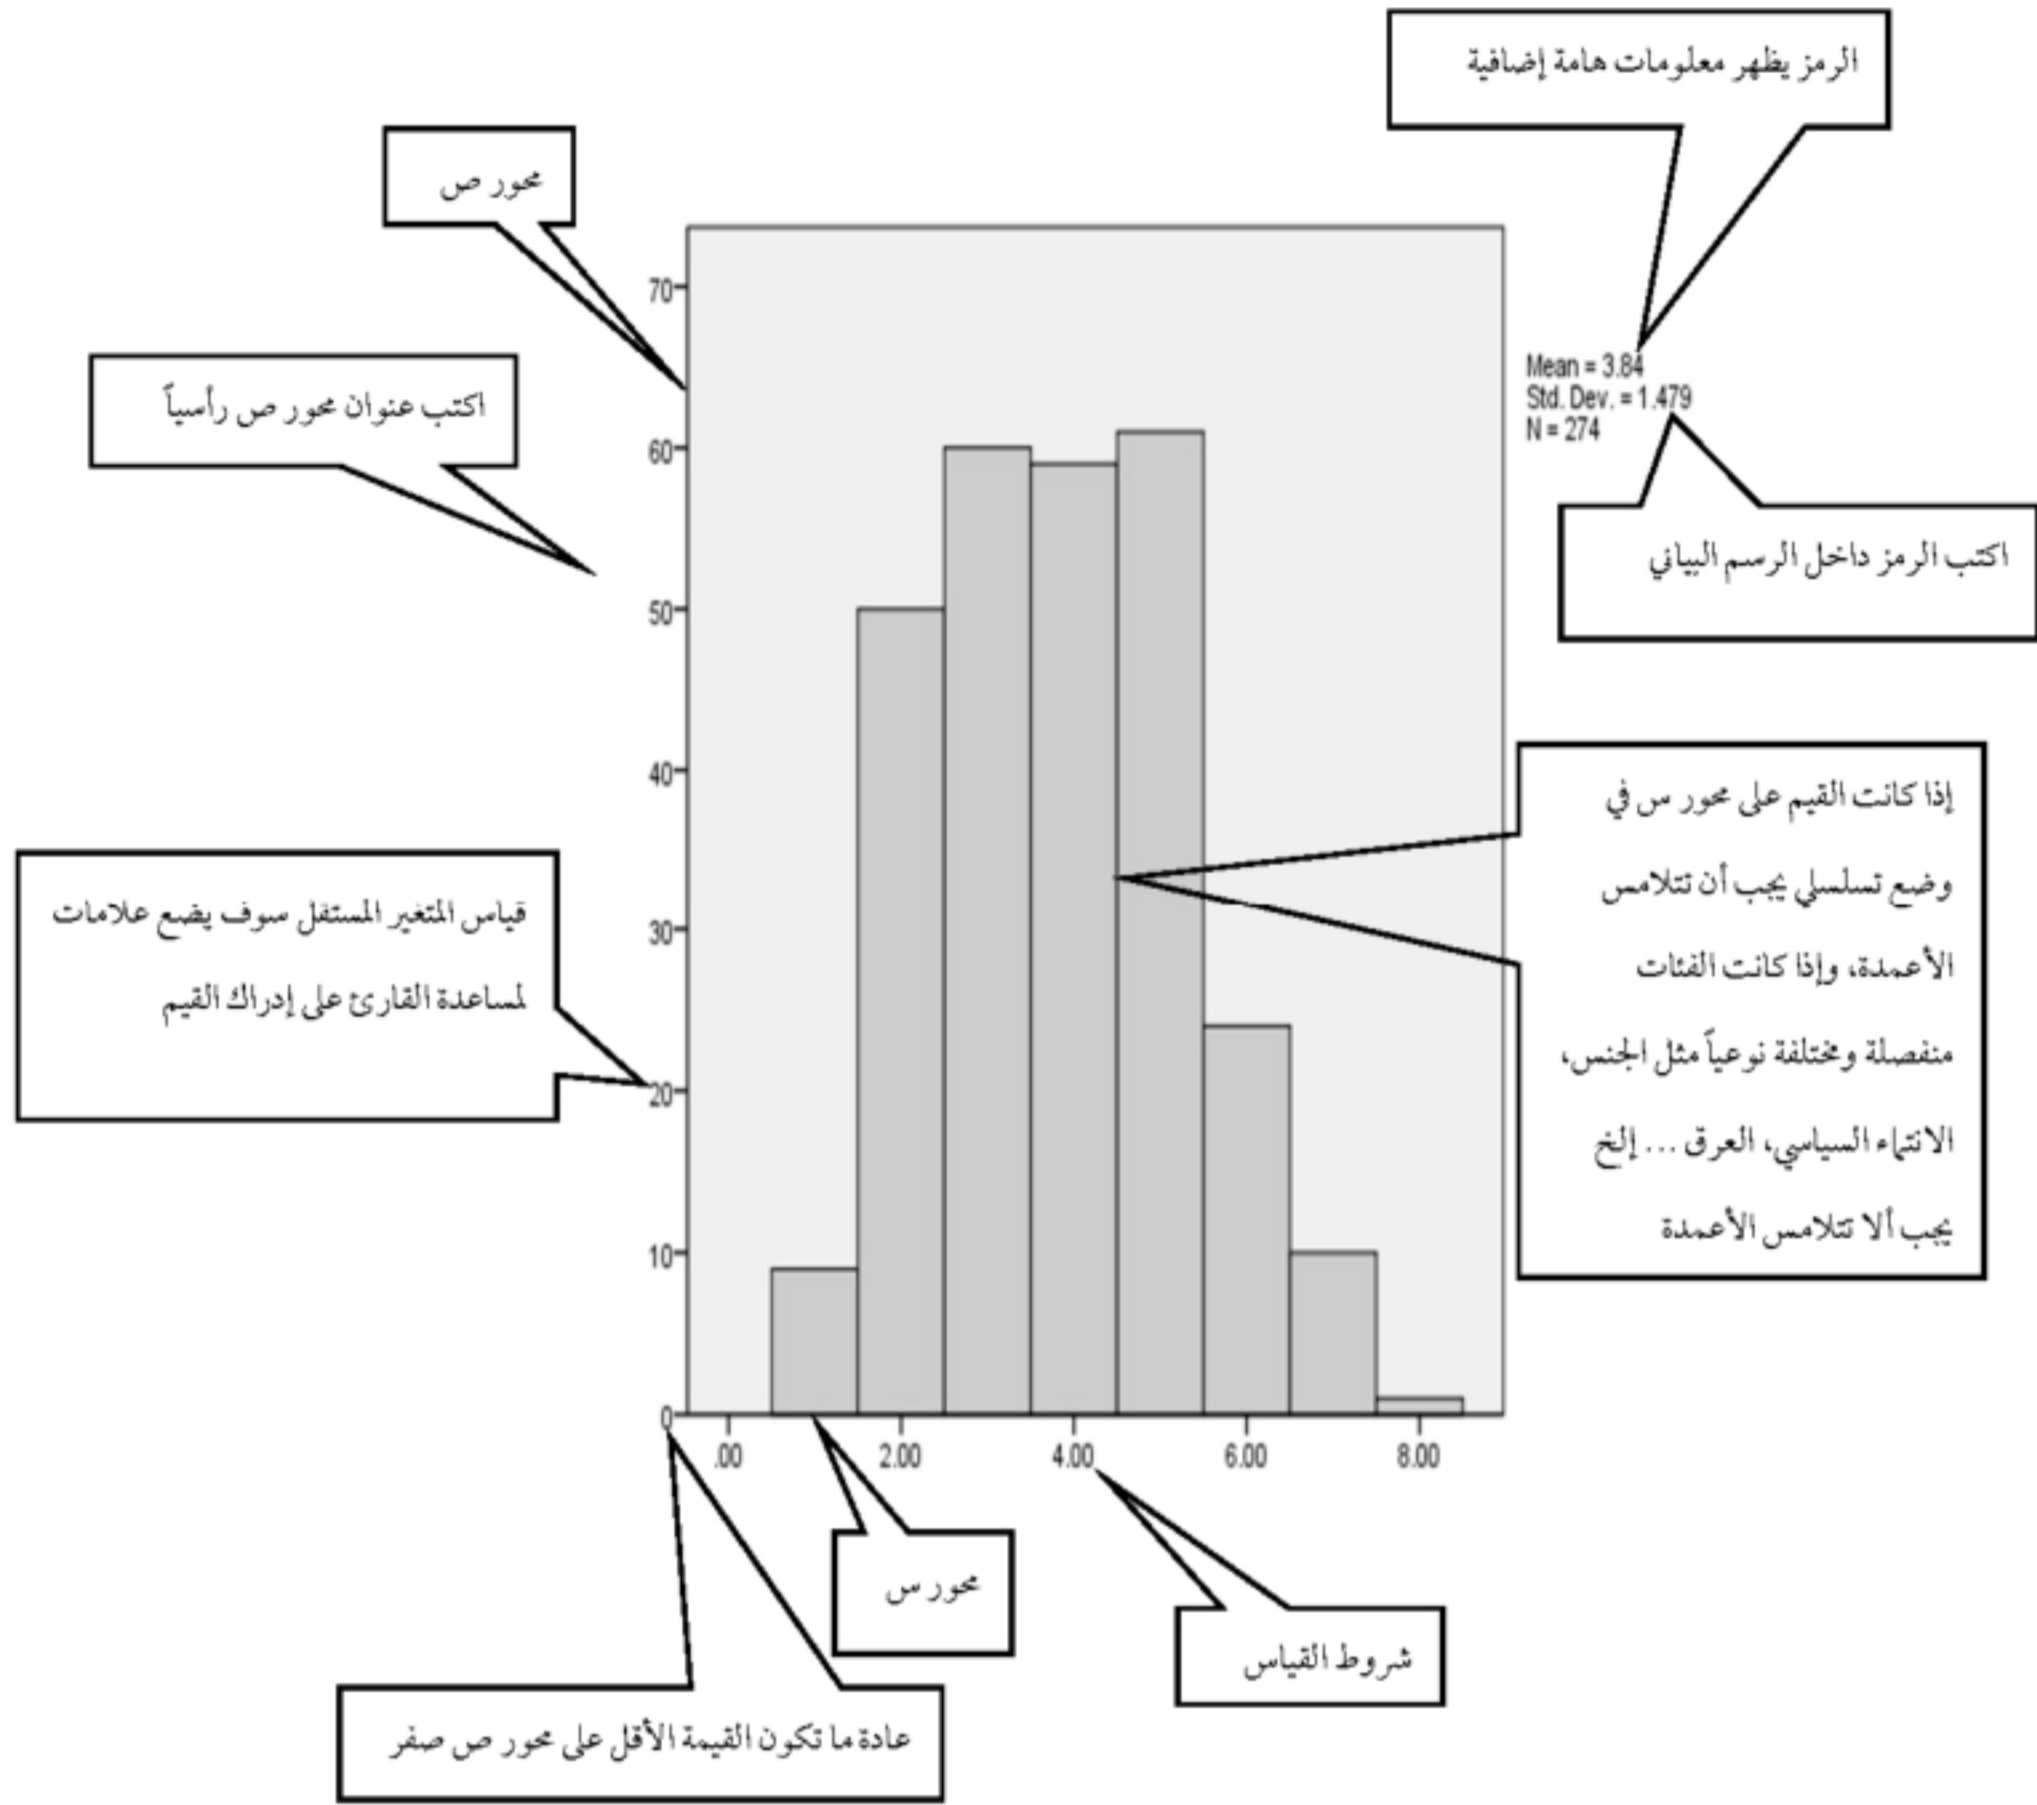 الرمز يظهر معلومات هامة إضافية
محور ص
اكتب عنوان محور ص رأسياً
Mean = 3.84
Std. Dev. = 1.479
N = 274
اكتب الرمز داخل الرسم البياني
إذا كانت القيم على محور س في
وضع تسلسلي يجب أن تتلامس
الأعمدة، وإذا كانت الفئات
منفصلة ومختلفة نوعياً مثل الجنس،
الانتماء السياسي، العرق ... إلخ
يجب ألا تتلامس الأعمدة
قياس المتغير المستقل سوف يضع علامات
لمساعدة القارئ على إدراك القيم
70
60
50
40
30
20
10
0
.00
2.00
4.00
6.00
8.00
محور س
شروط القياس
عادة ما تكون القيمة الأقل على محور ص صفر